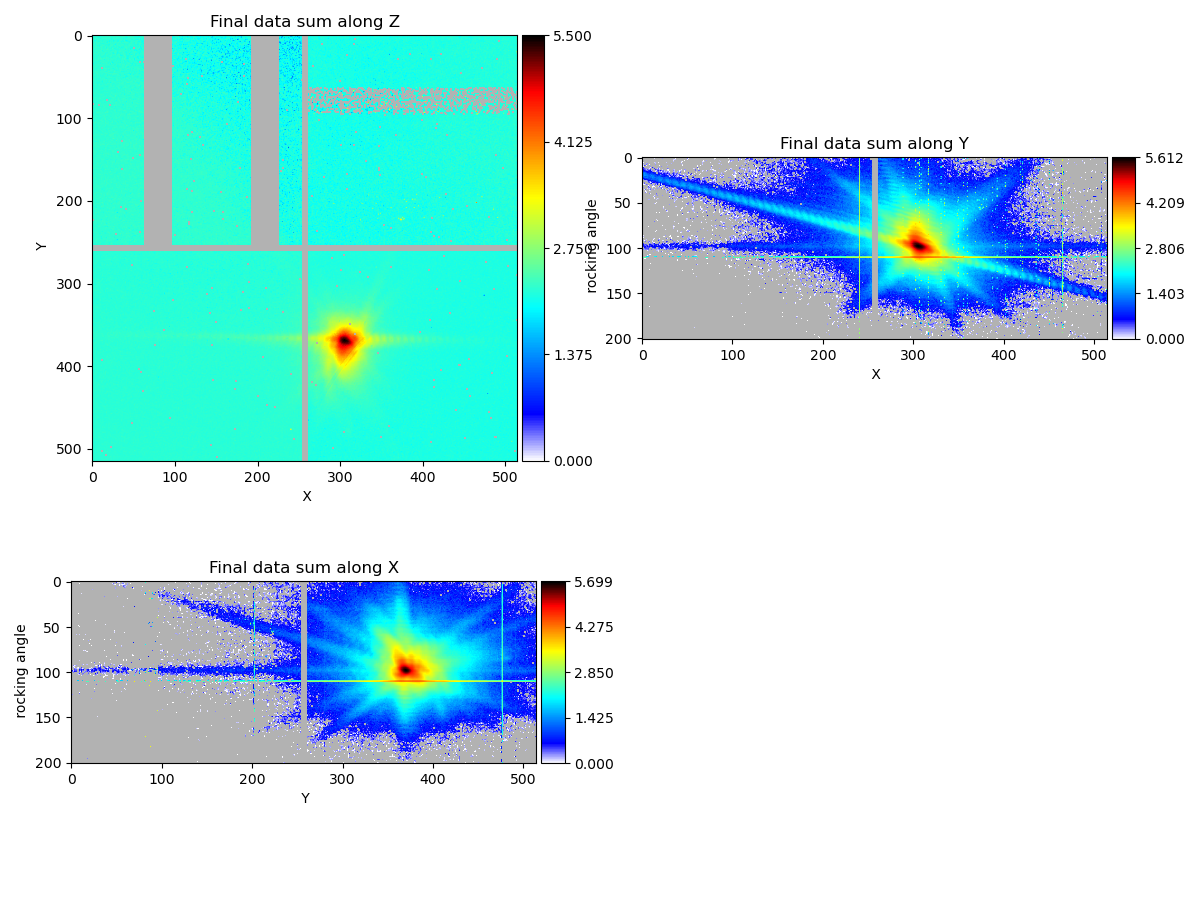 Final data sum along Z
0
100
200
300
400
500
Y
0 100 200 300 400 500
X
5.500
4.125
2.750
1.375
0.000
Final data sum along Y
0
50
100
150
200
rocking angle
0 100 200 300 400 500
X
5.612
4.209
2.806
1.403
0.000
Final data sum along X
0
50
100
150
200
rocking angle
0 100 200 300 400 500
Y
5.699
4.275
2.850
1.425
0.000